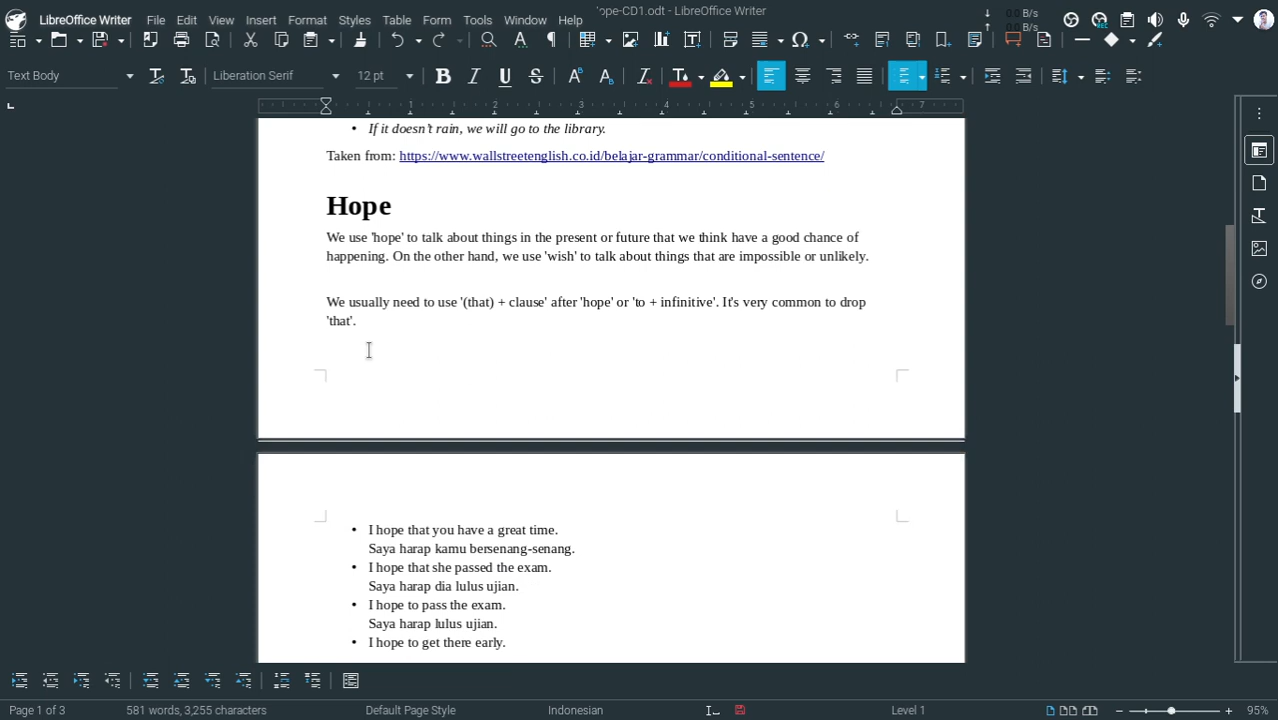 LibreOffice Writer File Edit View Insert Format Styles Table Form Tools Window Help
ope-CD1.odt - LibreOffice Writer
0.0 B/s
0.0 B/s
Text Body
Liberation Serif
12 pt
1 2 3 4 5 6 7
• If it doesn't rain, we will go to the library.
Taken from: https://www.wallstreetenglish.co.id/belajar-grammar/conditional-sentence/
Hope
We use 'hope' to talk about things in the present or future that we think have a good chance of
happening. On the other hand, we use 'wish' to talk about things that are impossible or unlikely.
We usually need to use '(that) + clause' after 'hope' or 'to + infinitive'. It's very common to drop
'that'.
• I hope that you have a great time.
Saya harap kamu bersenang-senang.
• I hope that she passed the exam.
Saya harap dia lulus ujian.
• I hope to pass the exam.
Saya harap lulus ujian.
• I hope to get there early.
Page 1 of 3
581 words, 3,255 characters
Default Page Style
Indonesian
Level 1
95%